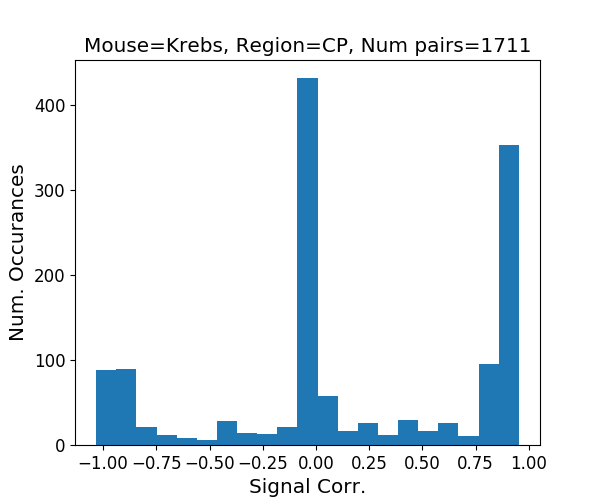 Mouse=Krebs, Region=CP, Num pairs=1711
400
300
200
100
0
Num. Occurances
−1.00 −0.75 −0.50 −0.25 0.00 0.25 0.50 0.75 1.00
Signal Corr.